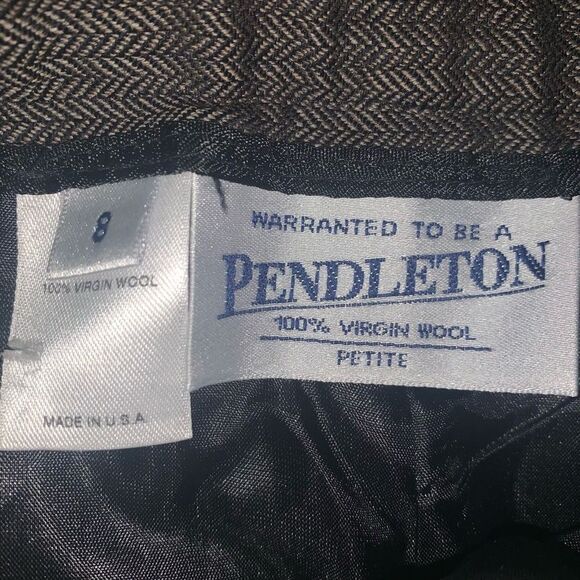 8
100% VIRGIN WOOL
MADE IN U.S.A.
WARRANTED TO BE A
PENDLETON
100% VIRGIN WOOL
PETITE